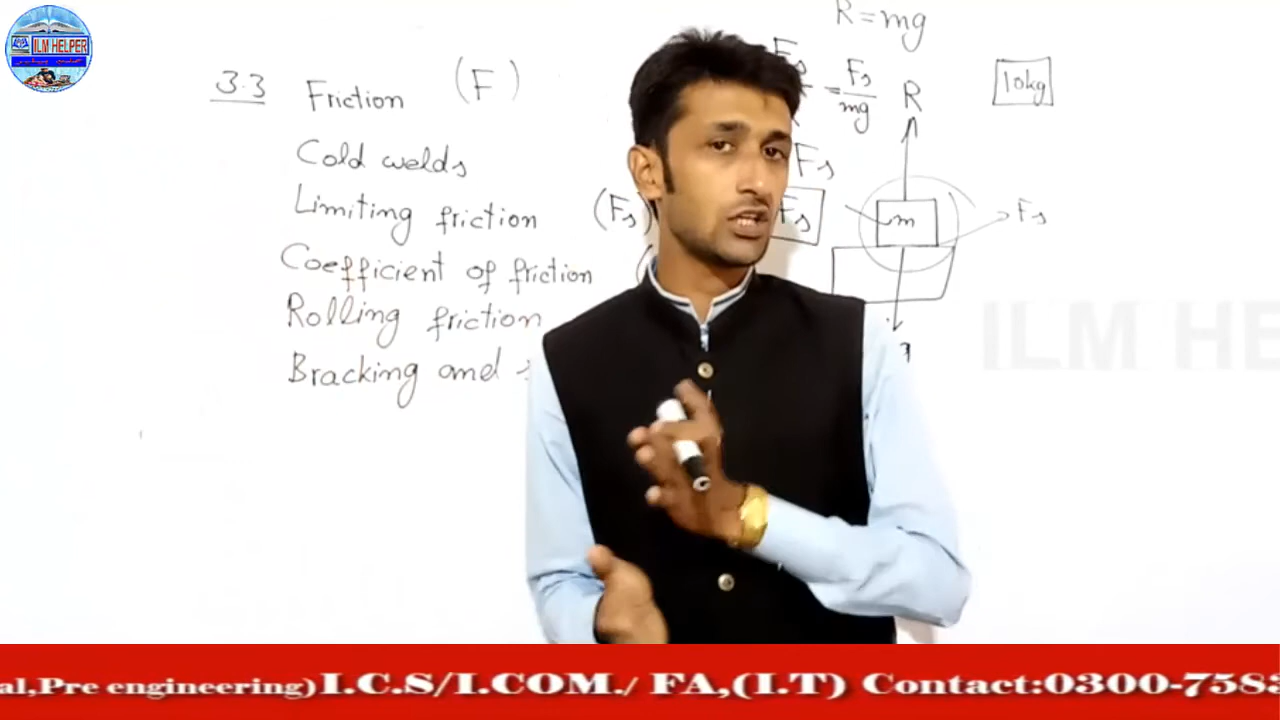 ILM HELPER
3.3 Friction (F)
Cold welds
Limiting friction (Fs)
Coefficient of friction (
Rolling friction
Bracking and
R = mg
Fs
= Fs
mg
Fs
Fs
R
m
Fs
10kg
ILM HE
al,Pre engineering)I.C.S/I.COM./ FA,(I.T) Contact:0300-7583